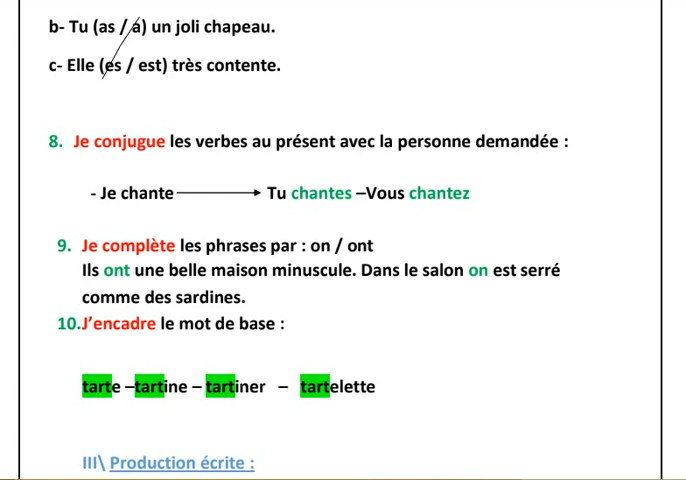 b- Tu (as / a) un joli chapeau.
c- Elle (es / est) très contente.
8. Je conjugue les verbes au présent avec la personne demandée :
- Je chante Tu chantes –Vous chantez
9. Je complète les phrases par : on / ont
Ils ont une belle maison minuscule. Dans le salon on est serré
comme des sardines.
10.J’encadre le mot de base :
tarte –tartine – tartiner – tartelette
III\ Production écrite :